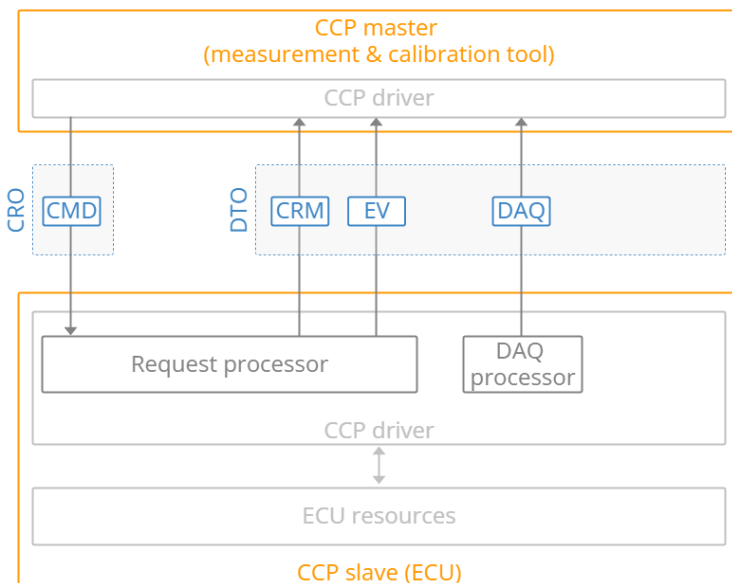 CCP master
(measurement & calibration tool)
CCP driver
CRO
CMD
DTO
CRM
EV
DAQ
Request processor
DAQ
processor
CCP driver
ECU resources
CCP slave (ECU)